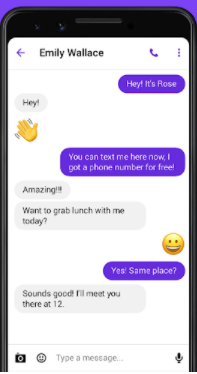 Emily Wallace
Hey! It's Rose
Hey!
You can text me here now, I
got a phone number for free!
Amazing!!!
Want to grab lunch with me
today?
Yes! Same place?
Sounds good! I'll meet you
there at 12.
Type a message...